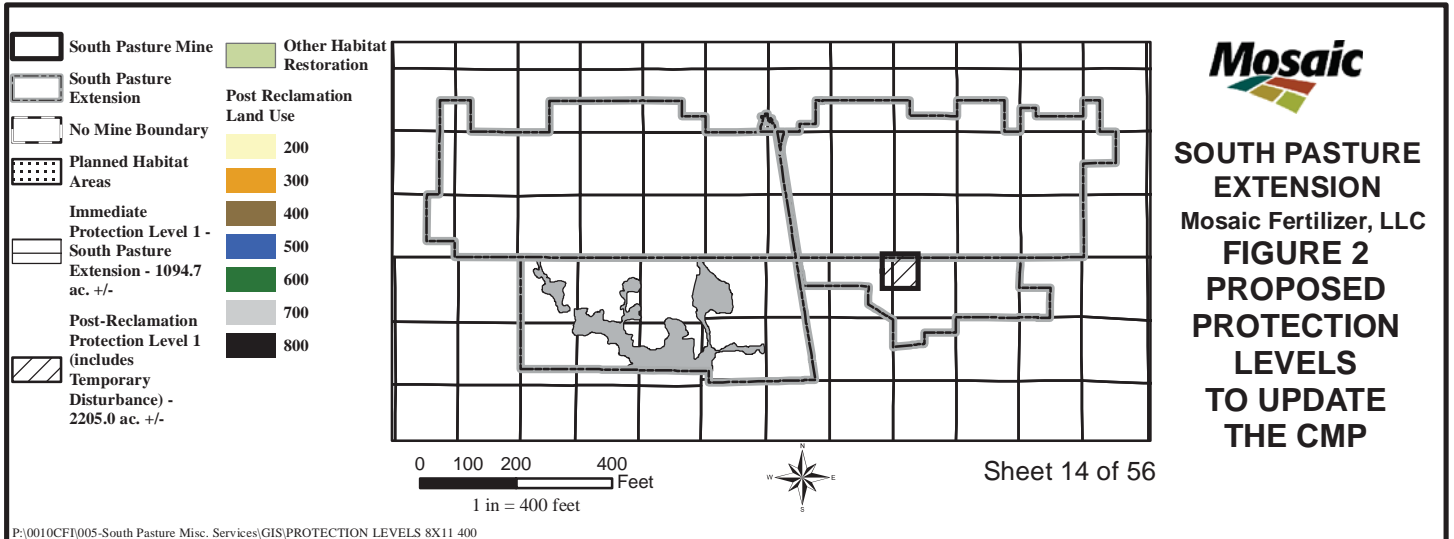 South Pasture Mine
South Pasture
Extension
No Mine Boundary
Planned Habitat
Areas
Immediate
Protection Level 1 -
South Pasture
Extension - 1094.7
ac. +/-
Post-Reclamation
Protection Level 1
(includes
Temporary
Disturbance) -
2205.0 ac. +/-
Other Habitat
Restoration
Post Reclamation
Land Use
200
300
400
500
600
700
800
0 100 200 400
Feet
1 in = 400 feet
N
W E
S
Sheet 14 of 56
Mosaic
SOUTH PASTURE
EXTENSION
Mosaic Fertilizer, LLC
FIGURE 2
PROPOSED
PROTECTION
LEVELS
TO UPDATE
THE CMP
P:\0010CFI\005-South Pasture Misc. Services\GIS\PROTECTION LEVELS 8X11 400